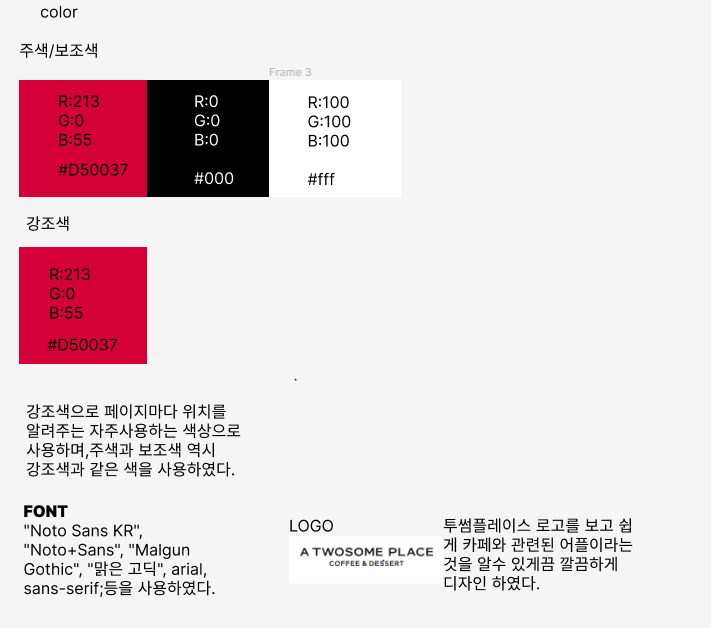 color
주색/보조색
Frame 3
R:213
G:0
B:55
#D50037
R:0
G:0
B:0
#000
R:100
G:100
B:100
#fff
강조색
R:213
G:0
B:55
#D50037
.
강조색으로 페이지마다 위치를
알려주는 자주사용하는 색상으로
사용하며,주색과 보조색 역시
강조색과 같은 색을 사용하였다.
FONT
"Noto Sans KR",
"Noto+Sans", "Malgun
Gothic", "맑은 고딕", arial,
sans-serif;등을 사용하였다.
LOGO
A TWOSOME PLACE
COFFEE & DESSERT
투썸플레이스 로고를 보고 쉽
게 카페와 관련된 어플이라는
것을 알수 있게끔 깔끔하게
디자인 하였다.